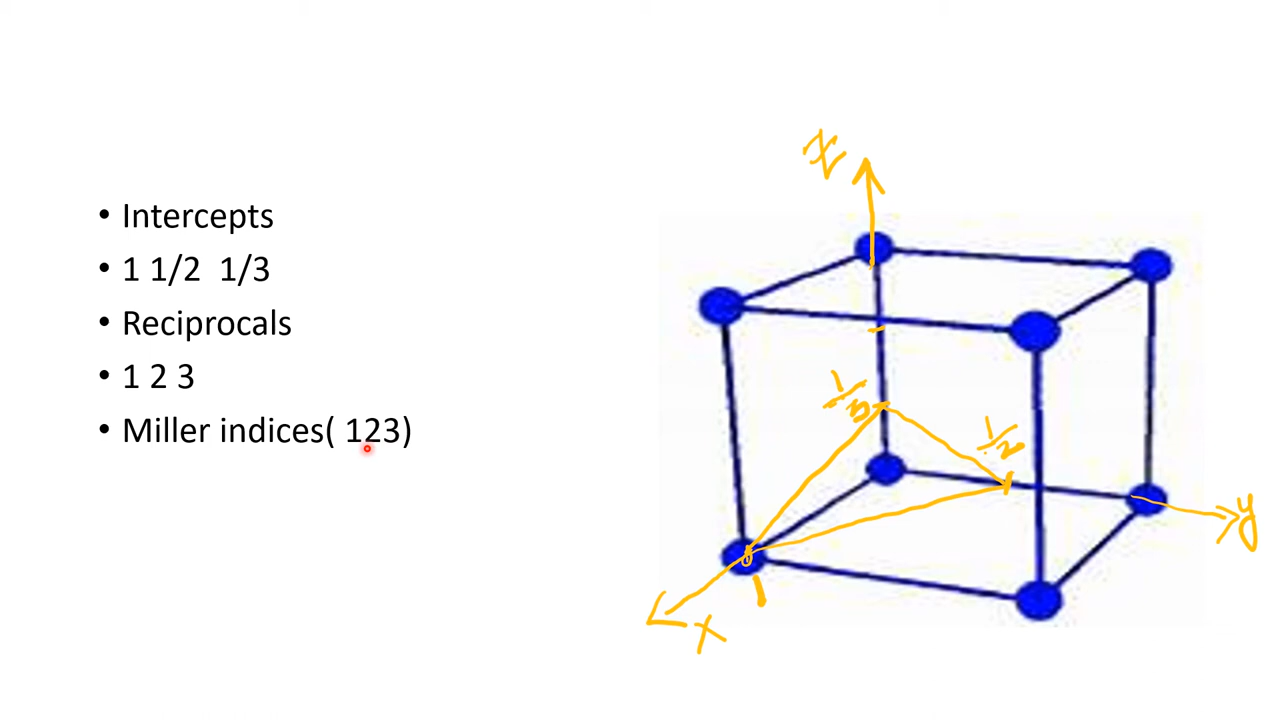 • Intercepts
• 1 1/2 1/3
• Reciprocals
• 1 2 3
• Miller indices( 123)
Z
1/3
1/2
y
1
x